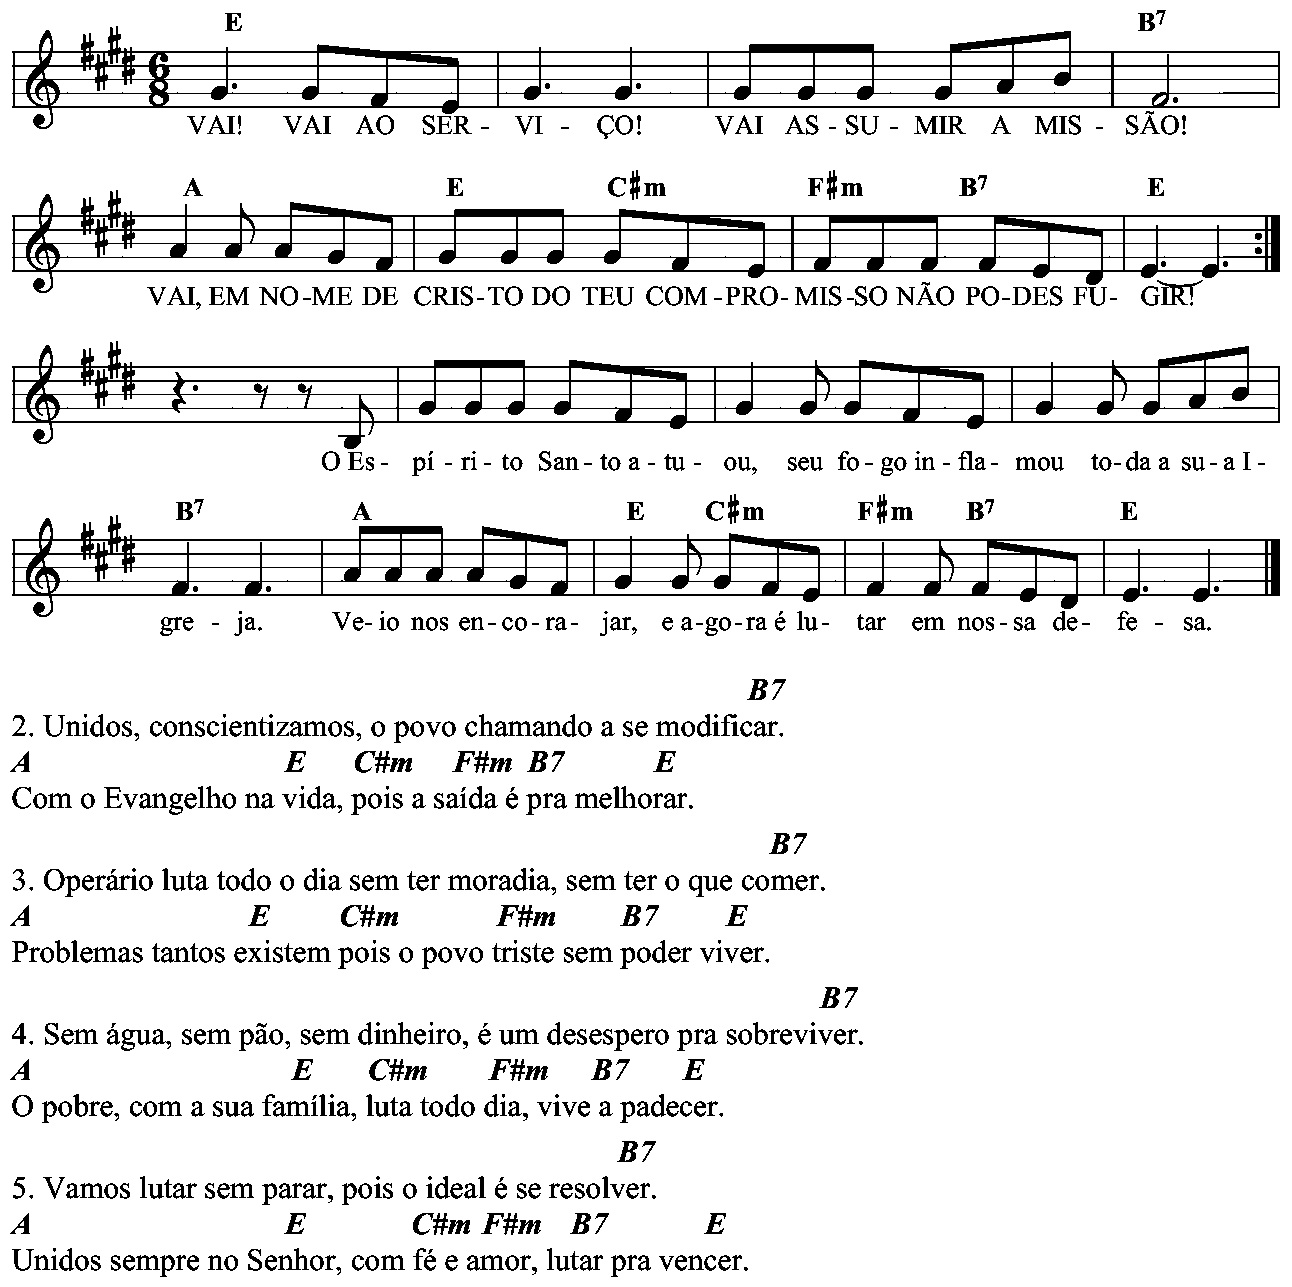 E B7
6
8
VAI! VAI AO SER - VI - ÇO! VAI AS - SU - MIR A MIS - SÃO!
A E C♯m F♯m B7 E
VAI, EM NO-ME DE CRIS-TO DO TEU COM-PRO-MIS-SO NÃO PO-DES FU- GIR!
O Es- pí - ri - to San-to a-tu - ou, seu fo-go in-fla- mou to-da a su-a I-
B7 A E C♯m F♯m B7 E
gre - ja. Ve-io nos en-co-ra- jar, e a-go-ra é lu- tar em nos-sa de- fe - sa.
B7
2. Unidos, conscientizamos, o povo chamando a se modificar.
A E C#m F#m B7 E
Com o Evangelho na vida, pois a saída é pra melhorar.
B7
3. Operário luta todo o dia sem ter moradia, sem ter o que comer.
A E C#m F#m B7 E
Problemas tantos existem pois o povo triste sem poder viver.
B7
4. Sem água, sem pão, sem dinheiro, é um desespero pra sobreviver.
A E C#m F#m B7 E
O pobre, com a sua família, luta todo dia, vive a padecer.
B7
5. Vamos lutar sem parar, pois o ideal é se resolver.
A E C#m F#m B7 E
Unidos sempre no Senhor, com fé e amor, lutar pra vencer.